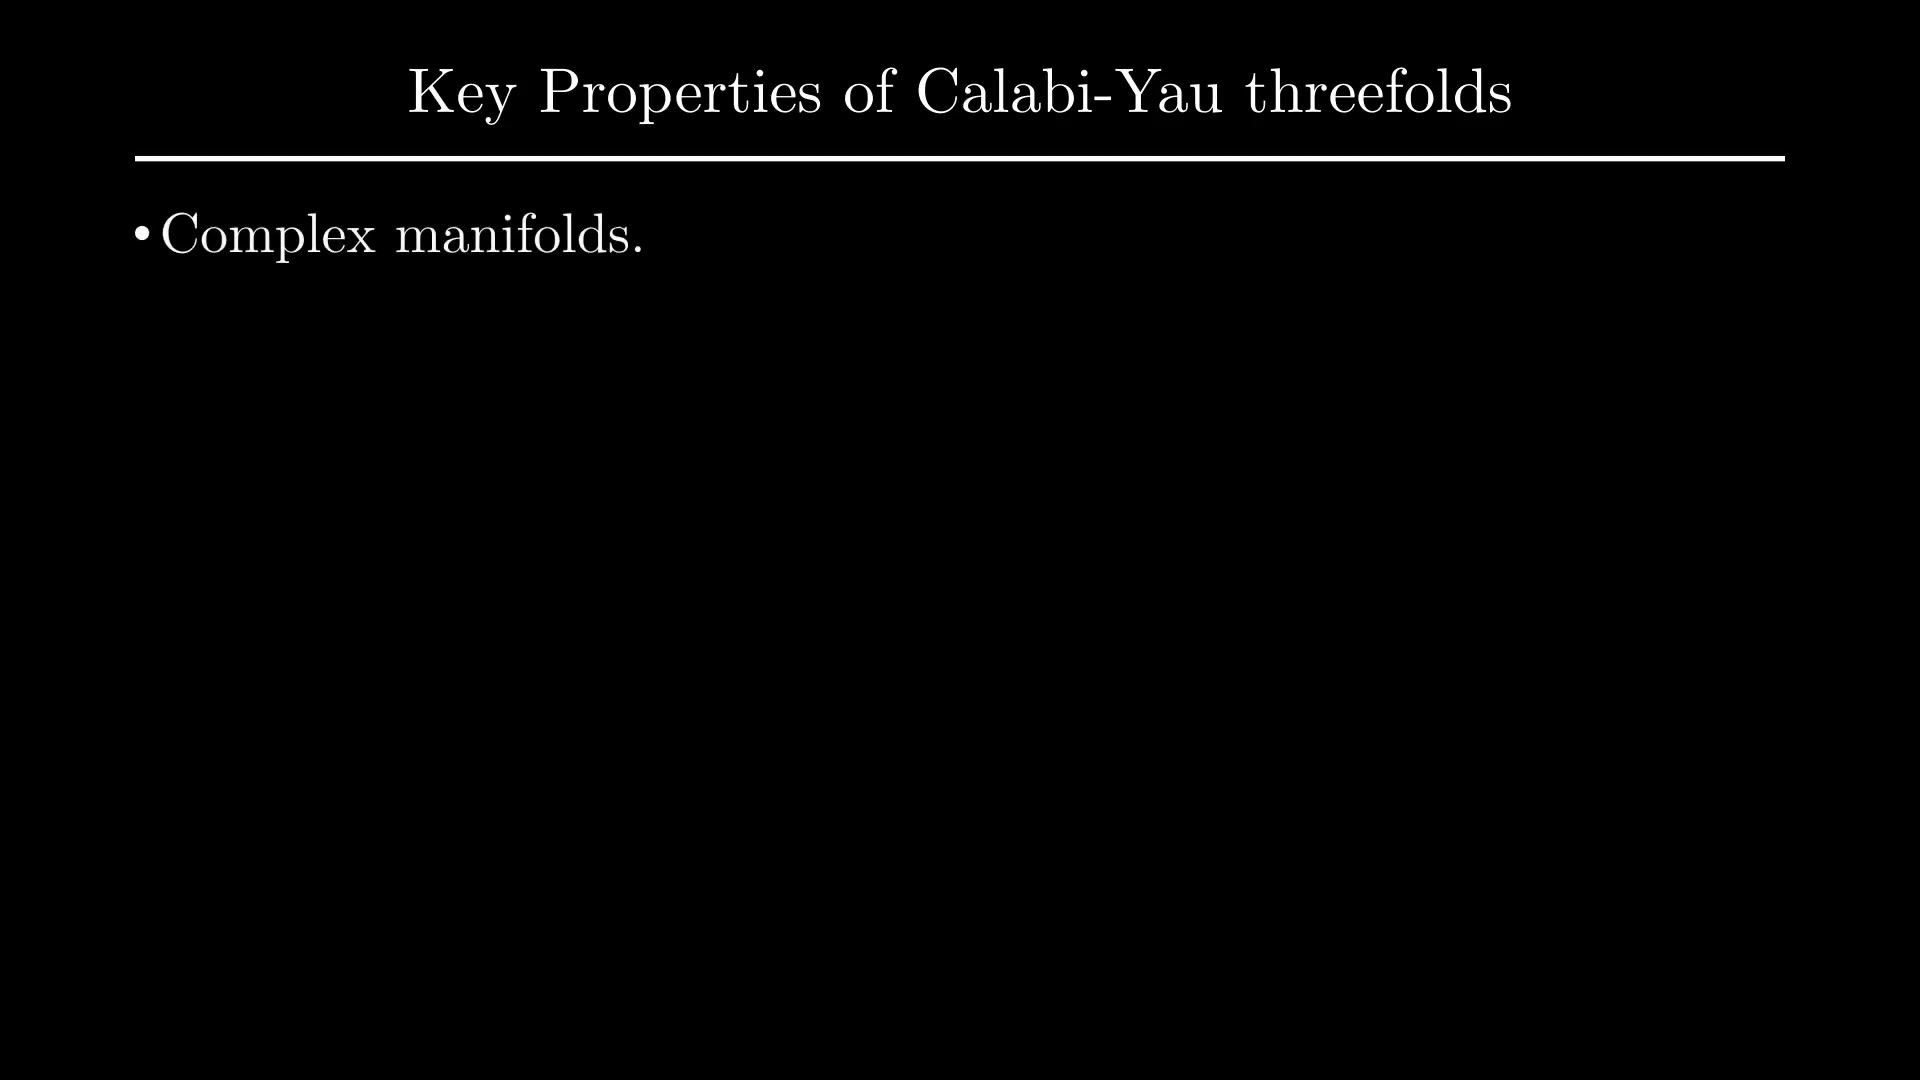 Key Properties of Calabi-Yau threefolds
• Complex manifolds.